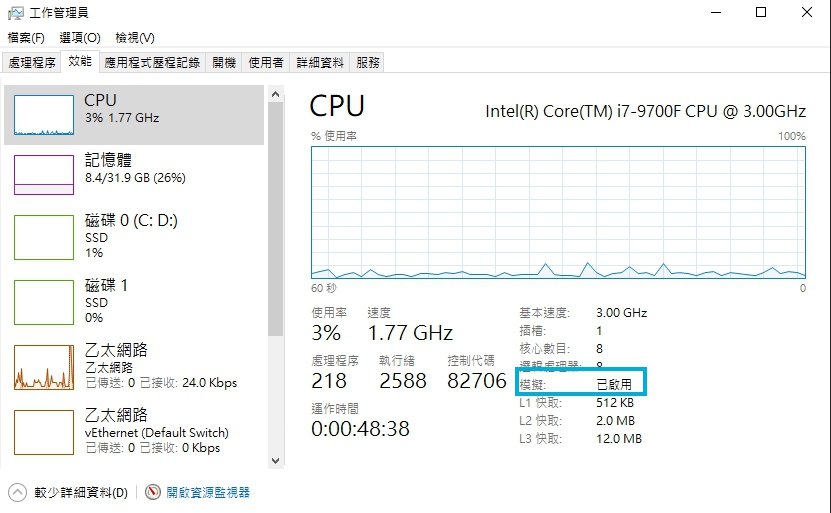 工作管理員
檔案(F) 選項(O) 檢視(V)
處理程序 效能 應用程式歷程記錄 開機 使用者 詳細資料 服務
CPU
3% 1.77 GHz
記憶體
8.4/31.9 GB (26%)
磁碟 0 (C: D:)
SSD
1%
磁碟 1
SSD
0%
乙太網路
乙太網路
已傳送: 0 已接收: 24.0 Kbps
乙太網路
vEthernet (Default Switch)
已傳送: 0 已接收: 0 Kbps
CPU
Intel(R) Core(TM) i7-9700F CPU @ 3.00GHz
% 使用率 100%
60 秒 0
使用率 速度
3% 1.77 GHz
處理程序 執行緒 控制代碼
218 2588 82706
運作時間
0:00:48:38
基本速度: 3.00 GHz
插槽: 1
核心數目: 8
邏輯處理器: 8
模擬: 已啟用
L1 快取: 512 KB
L2 快取: 2.0 MB
L3 快取: 12.0 MB
較少詳細資料(D) 開啟資源監視器